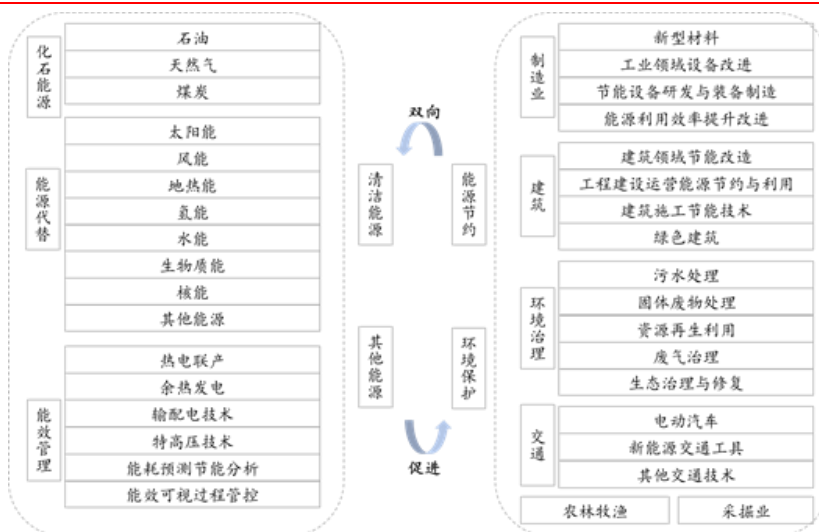 化石能源
石油
天然气
煤炭
能源代替
太阳能
风能
地热能
氢能
水能
生物质能
核能
其他能源
能效管理
热电联产
余热发电
输配电技术
特高压技术
能耗预测节能分析
能效可视过程管控
双向
清洁能源
能源节约
其他能源
环境保护
促进
制造业
新型材料
工业领域设备改进
节能设备研发与装备制造
能源利用效率提升改进
建筑
建筑领域节能改造
工程建设运营能源节约与利用
建筑施工节能技术
绿色建筑
环境治理
污水处理
固体废物处理
资源再生利用
废气治理
生态治理与修复
交通
电动汽车
新能源交通工具
其他交通技术
农林牧渔
采掘业